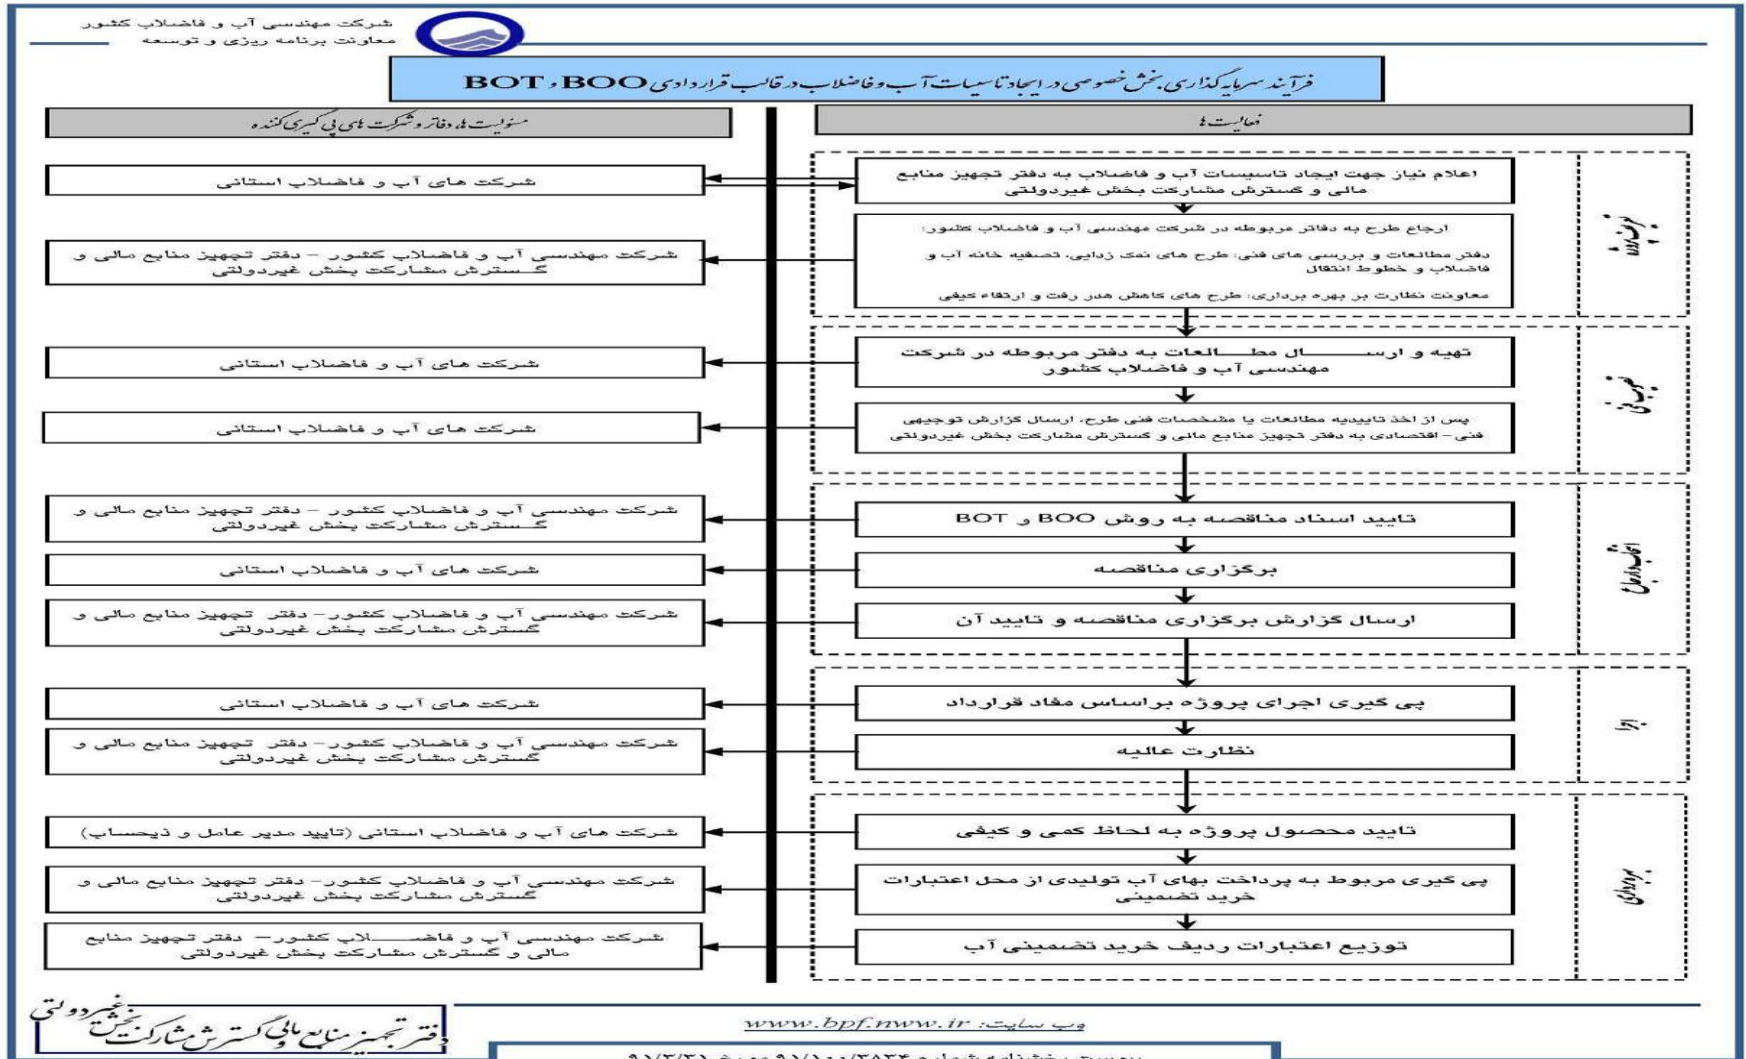 شرکت مهندسی آب و فاضلاب کشور
معاونت برنامه ریزی و توسعه
فرآیند سرمایه گذاری بخش خصوصی در ایجاد تاسیسات آب و فاضلاب در قالب قراردادی BOO و BOT
فعالیت ها
مسئولیت ها، دفاتر و شرکت های پی گیری کننده
اعلام نیاز جهت ایجاد تاسیسات آب و فاضلاب به دفتر تجهیز منابع
مالی و گسترش مشارکت بخش غیردولتی
شرکت های آب و فاضلاب استانی
ارجاع طرح به دفاتر مربوطه در شرکت مهندسی آب و فاضلاب کشور:
دفتر مطالعات و بررسی های فنی: طرح های نمک زدایی، تصفیه خانه آب و
فاضلاب و خطوط انتقال
معاونت نظارت بر بهره برداری: طرح های کاهش هدر رفت و ارتقاء کیفی
شرکت مهندسی آب و فاضلاب کشور – دفتر تجهیز منابع مالی و
گسترش مشارکت بخش غیردولتی
تهیه و ارسال مطالعات به دفتر مربوطه در شرکت
مهندسی آب و فاضلاب کشور
شرکت های آب و فاضلاب استانی
تصویب فنی
پس از اخذ تاییدیه مطالعات یا مشخصات فنی طرح، ارسال گزارش توجیهی
فنی – اقتصادی به دفتر تجهیز منابع مالی و گسترش مشارکت بخش غیردولتی
شرکت های آب و فاضلاب استانی
تایید اسناد مناقصه به روش BOO و BOT
شرکت مهندسی آب و فاضلاب کشور – دفتر تجهیز منابع مالی و
گسترش مشارکت بخش غیردولتی
برگزاری مناقصه
شرکت های آب و فاضلاب استانی
ارسال گزارش برگزاری مناقصه و تایید آن
شرکت مهندسی آب و فاضلاب کشور– دفتر تجهیز منابع مالی و
گسترش مشارکت بخش غیردولتی
پی گیری اجرای پروژه براساس مفاد قرارداد
شرکت های آب و فاضلاب استانی
اجرا
نظارت عالیه
شرکت مهندسی آب و فاضلاب کشور– دفتر تجهیز منابع مالی و
گسترش مشارکت بخش غیردولتی
تایید محصول پروژه به لحاظ کمی و کیفی
شرکت های آب و فاضلاب استانی (تایید مدیر عامل و ذیحساب)
بهره برداری
پی گیری مربوط به پرداخت بهای آب تولیدی از محل اعتبارات
خرید تضمینی
شرکت مهندسی آب و فاضلاب کشور– دفتر تجهیز منابع مالی و
گسترش مشارکت بخش غیردولتی
توزیع اعتبارات ردیف خرید تضمینی آب
شرکت مهندسی آب و فاضلاب کشور– دفتر تجهیز منابع
مالی و گسترش مشارکت بخش غیردولتی
وب سایت: www.bpf.nww.ir
دفتر تجهیز منابع مالی و گسترش مشارکت بخش غیردولتی